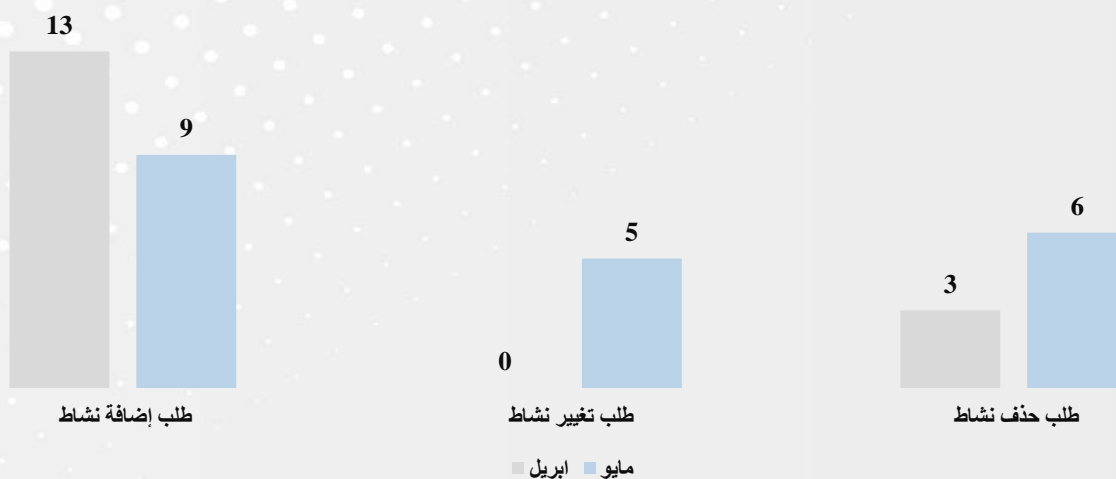 13
9
6
5
3
0
طلب إضافة نشاط
طلب تغيير نشاط
طلب حذف نشاط
ابريل مايو